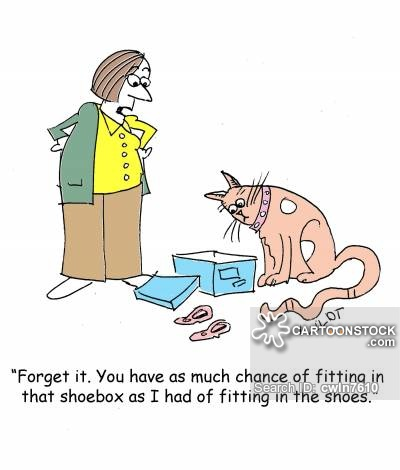 CARTOONSTOCK
.com
Search ID: cwln7610
"Forget it. You have as much chance of fitting in
that shoebox as I had of fitting in the shoes."